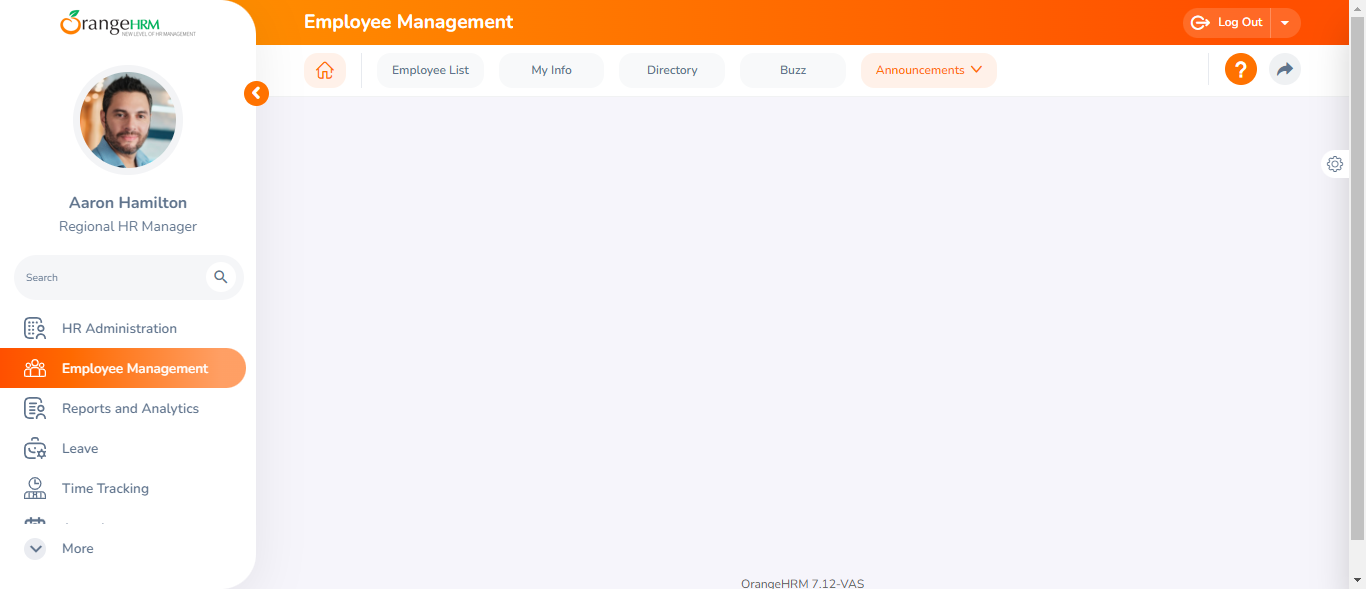 OrangeHRM
NEW LEVEL OF HR MANAGEMENT
Employee Management
Log Out
Employee List
My Info
Directory
Buzz
Announcements
?
Aaron Hamilton
Regional HR Manager
Search
HR Administration
Employee Management
Reports and Analytics
Leave
Time Tracking
More
OrangeHRM 7.12-VAS